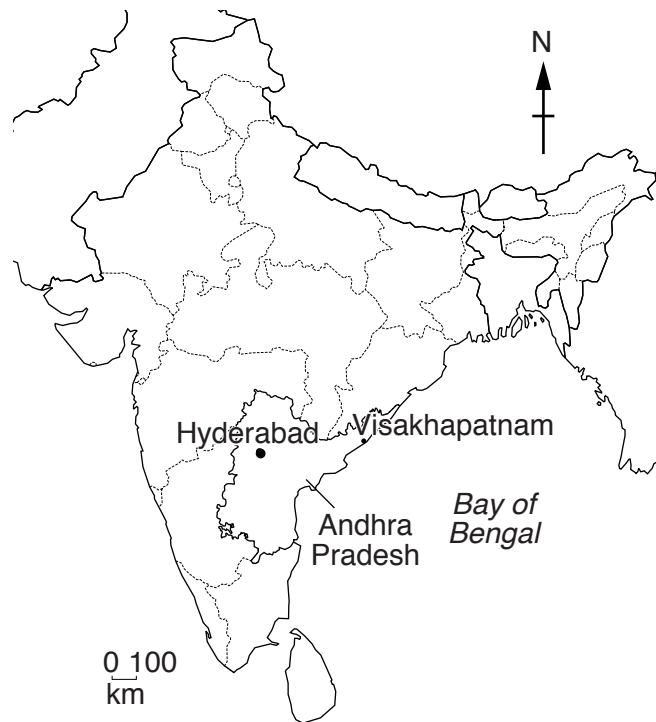 N
Hyderabad
Visakhapatnam
Andhra
Pradesh
Bay of
Bengal
0 100
km